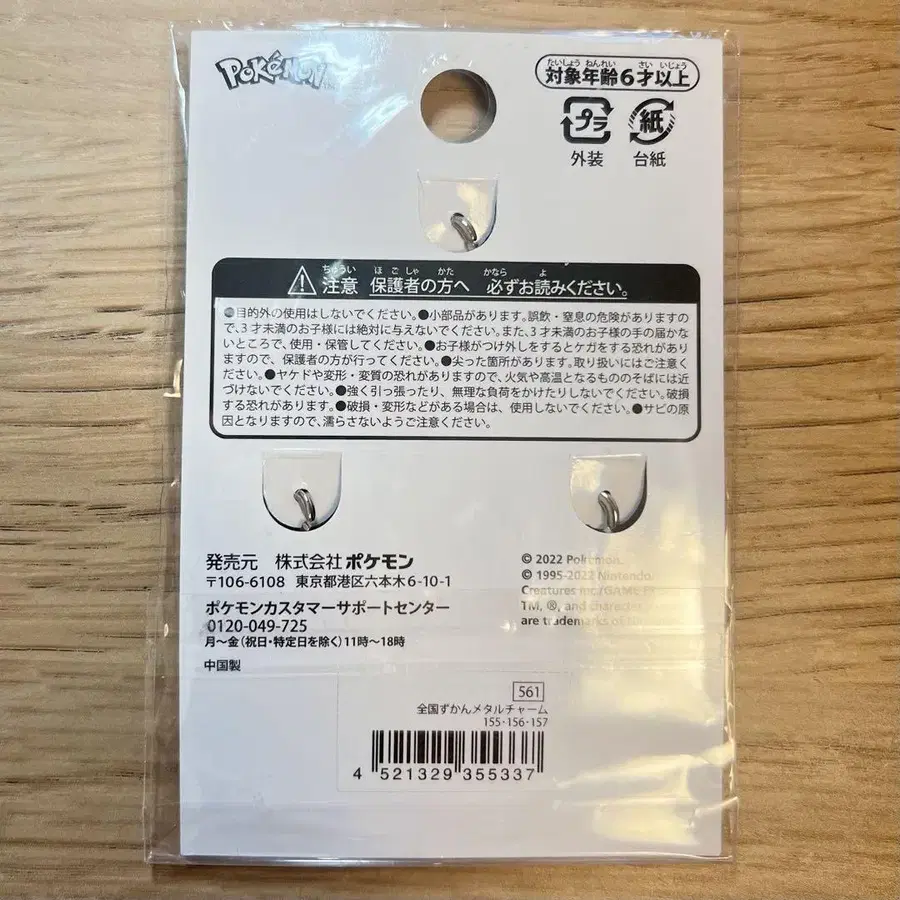 POKéMON
たいしょう ねんれい さい いじょう
対象年齢6才以上
プラ 紙
外装 台紙
ちゅうい ほごしゃ かた かなら よ
注意 保護者の方へ 必ずお読みください。
●目的外の使用はしないでください。●小部品があります。誤飲・窒息の危険がありますの
で、3才未満のお子様には絶対に与えないでください。また、3才未満のお子様の手の届かな
いところで、使用・保管してください。●お子様がつけ外しをするとケガをする恐れがありま
すので、保護者の方が行ってください。●尖った箇所があります。取り扱いにはご注意くださ
い。●ヤケドや変形・変質の恐れがありますので、火気や高温となるもののそばには近
づけないでください。●強く引っ張ったり、無理な負荷をかけたりしないでください。破損
する恐れがあります。●破損・変形などがある場合は、使用しないでください。●サビの原
因となりますので、濡らさないようご注意ください。
発売元 株式会社ポケモン
〒106-6108 東京都港区六本木6-10-1
ポケモンカスタマーサポートセンター
0120-049-725
月～金(祝日・特定日を除く)11時～18時
中国製
© 2022 Pokémon.
© 1995-2022 Nintendo/
Creatures Inc./GAME
TM, ®, and character
are trademarks of Nintendo.
561
全国ずかんメタルチャーム
155・156・157
4 521329 355337